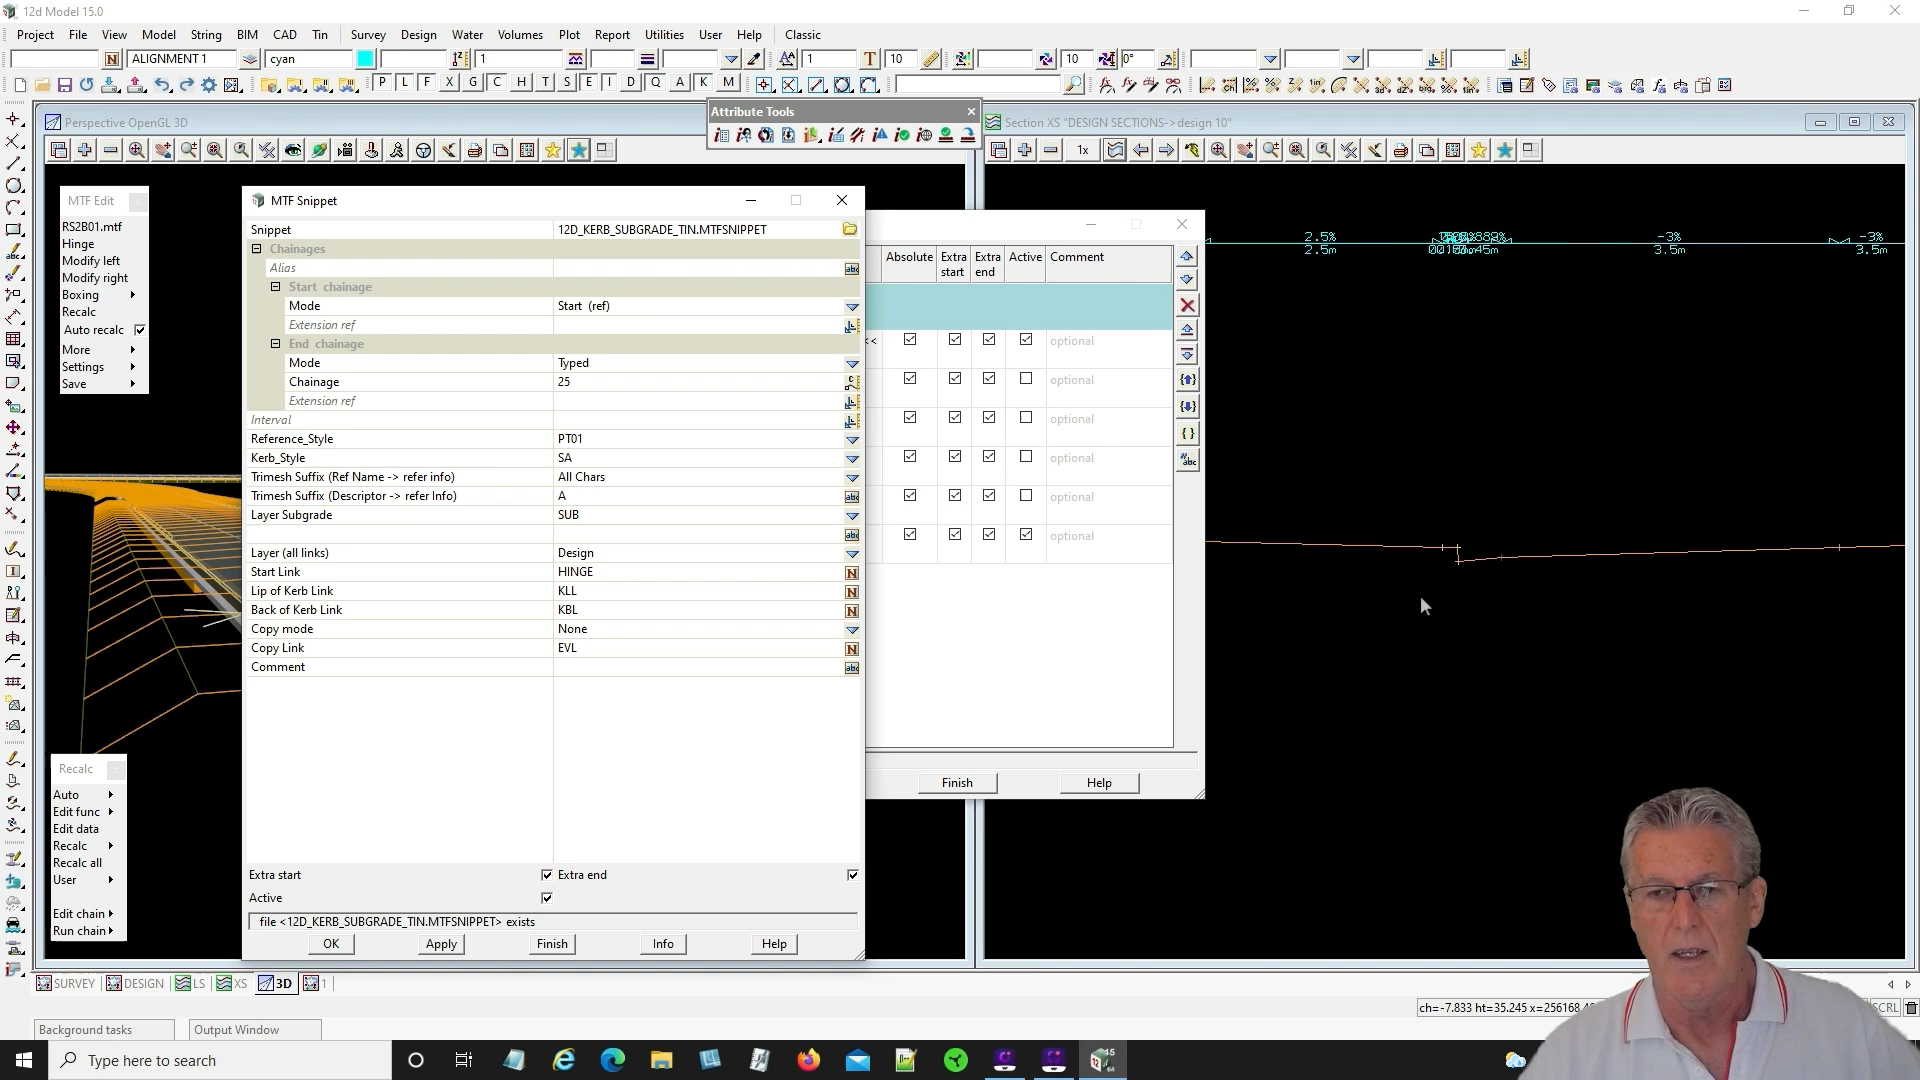 12d Model 15.0
Project File View Model String BIM CAD Tin Survey Design Water Volumes Plot Report Utilities User Help Classic
ALIGNMENT 1 cyan 1 1 10 10 0°
P L F X G C H T S E I D Q A K M
Attribute Tools
Perspective OpenGL 3D
Section XS "DESIGN SECTIONS->design 10"
1x
MTF Edit
RS2B01.mtf
Hinge
Modify left
Modify right
Boxing
Recalc
Auto recalc
More
Settings
Save
MTF Snippet
Snippet 12D_KERB_SUBGRADE_TIN.MTFSNIPPET
Chainages
Alias
Start chainage
Mode Start (ref)
Extension ref
End chainage
Mode Typed
Chainage 25
Extension ref
Interval
Reference_Style PT01
Kerb_Style SA
Trimesh Suffix (Ref Name -> refer info) All Chars
Trimesh Suffix (Descriptor -> refer Info) A
Layer Subgrade SUB
Layer (all links) Design
Start Link HINGE
Lip of Kerb Link KLL
Back of Kerb Link KBL
Copy mode None
Copy Link EVL
Comment
Extra start Extra end
Active
file <12D_KERB_SUBGRADE_TIN.MTFSNIPPET> exists
OK Apply Finish Info Help
Absolute Extra start Extra end Active Comment
optional
optional
optional
optional
optional
optional
Finish Help
2.5% -3% -3%
2.5m 3.5m 3.5m
Recalc
Auto
Edit func
Edit data
Recalc
Recalc all
User
Edit chain
Run chain
SURVEY DESIGN LS XS 3D 1
ch=-7.833 ht=35.245
SCRL
Background tasks Output Window
Type here to search